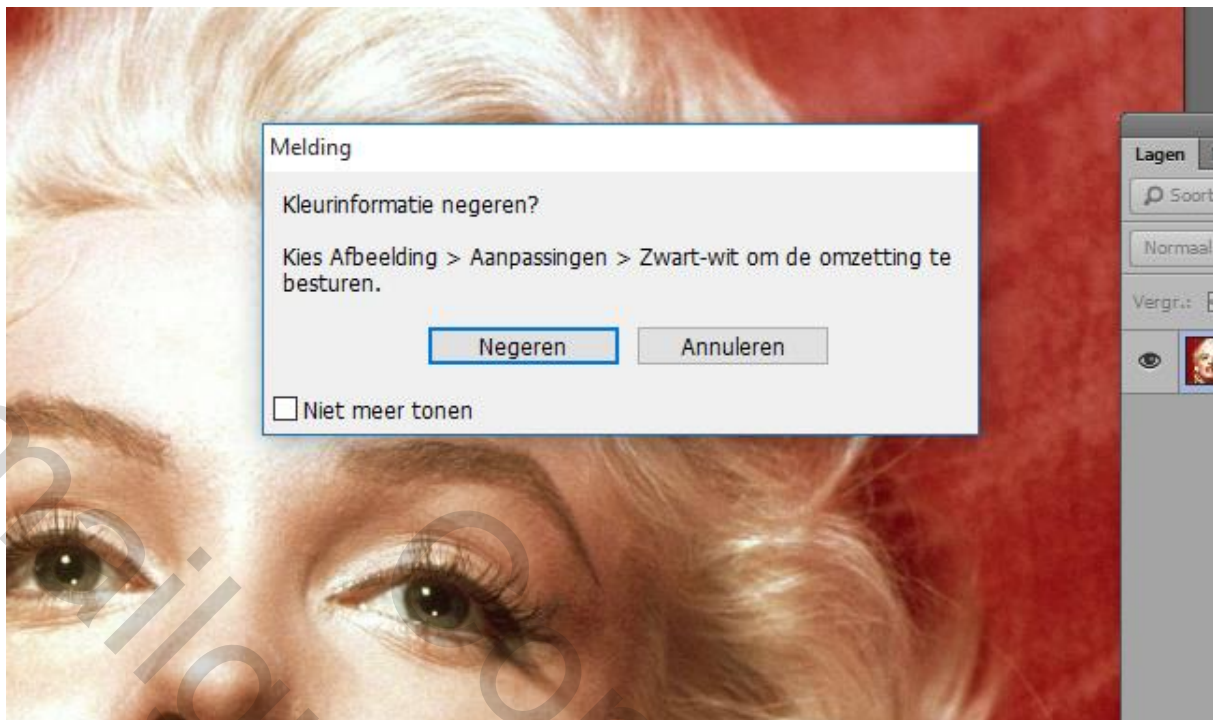 Melding
Kleurinformatie negeren?
Kies Afbeelding > Aanpassingen > Zwart-wit om de omzetting te
besturen.
Negeren
Annuleren
Niet meer tonen
Lagen
Soort
Normaal
Vergr.: